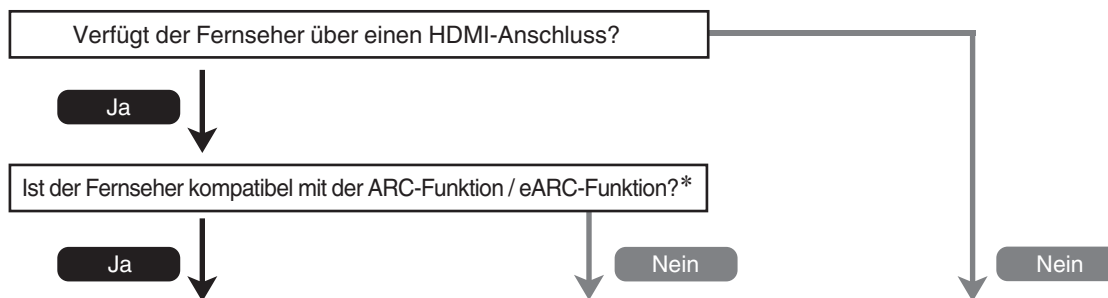 Verfügt der Fernseher über einen HDMI-Anschluss?
Ja
Ist der Fernseher kompatibel mit der ARC-Funktion / eARC-Funktion?*
Ja
Nein
Nein